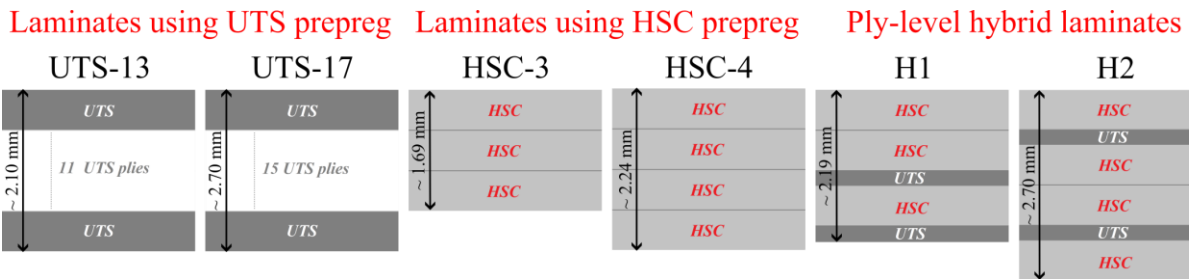 Laminates using UTS prepreg
Laminates using HSC prepreg
Ply-level hybrid laminates
UTS-13
UTS-17
HSC-3
HSC-4
H1
H2
~ 2.10 mm
UTS
11 UTS plies
UTS
~ 2.70 mm
UTS
15 UTS plies
UTS
~ 1.69 mm
HSC
HSC
HSC
~ 2.24 mm
HSC
HSC
HSC
HSC
~ 2.19 mm
HSC
HSC
UTS
HSC
UTS
~ 2.70 mm
HSC
UTS
HSC
HSC
UTS
HSC